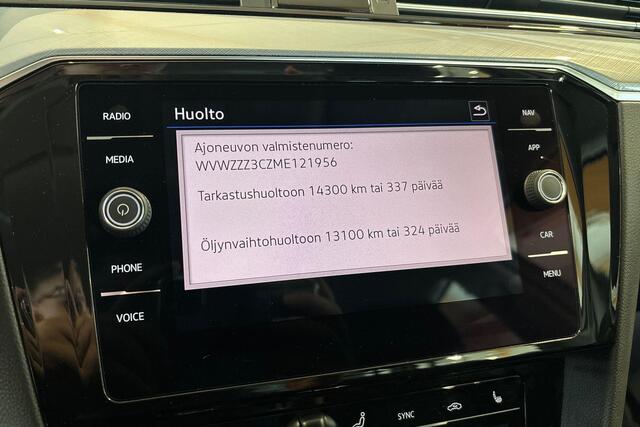 Huolto
RADIO
MEDIA
PHONE
VOICE
Ajoneuvon valmistenumero:
WVWZZZ3CZME121956
Tarkastushuoltoon 14300 km tai 337 päivää
Öljynvaihtohuoltoon 13100 km tai 324 päivää
NAV
APP
CAR
MENU
SYNC